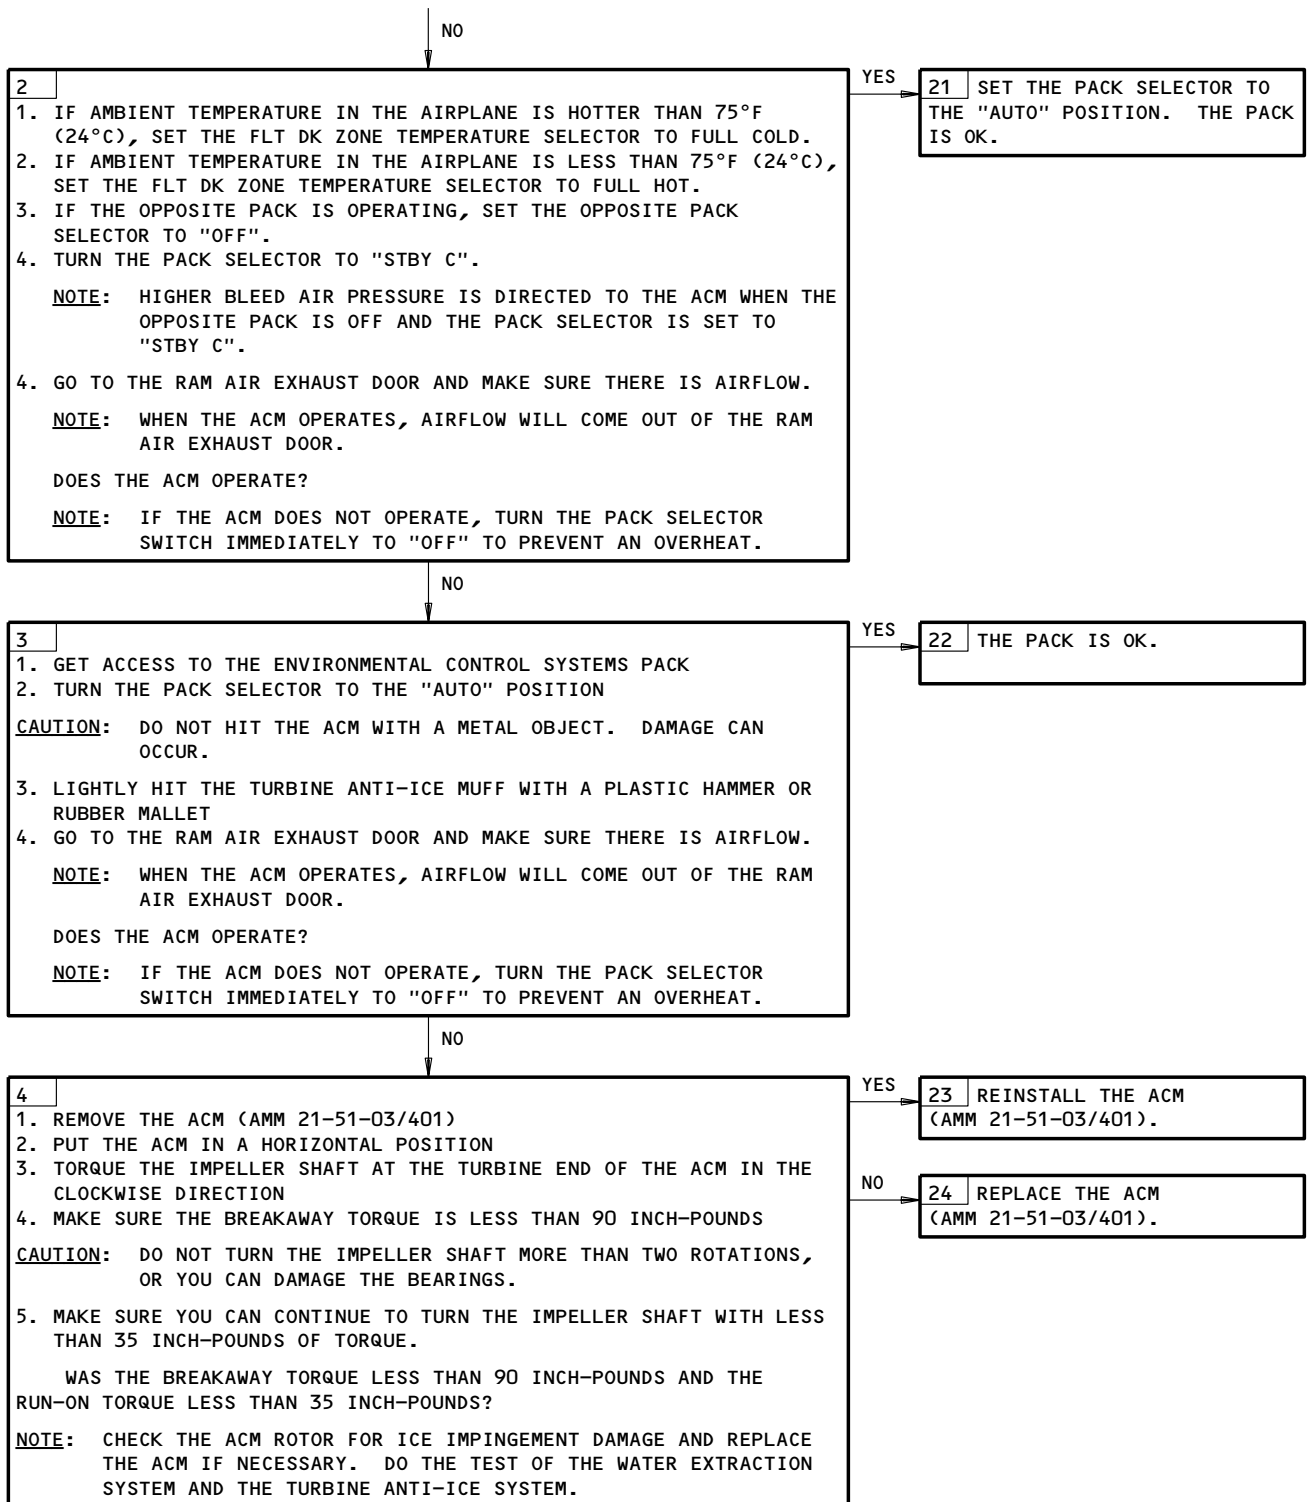 NO
2
1. IF AMBIENT TEMPERATURE IN THE AIRPLANE IS HOTTER THAN 75°F
(24°C), SET THE FLT DK ZONE TEMPERATURE SELECTOR TO FULL COLD.
2. IF AMBIENT TEMPERATURE IN THE AIRPLANE IS LESS THAN 75°F (24°C),
SET THE FLT DK ZONE TEMPERATURE SELECTOR TO FULL HOT.
3. IF THE OPPOSITE PACK IS OPERATING, SET THE OPPOSITE PACK
SELECTOR TO "OFF".
4. TURN THE PACK SELECTOR TO "STBY C".
NOTE: HIGHER BLEED AIR PRESSURE IS DIRECTED TO THE ACM WHEN THE
OPPOSITE PACK IS OFF AND THE PACK SELECTOR IS SET TO
"STBY C".
4. GO TO THE RAM AIR EXHAUST DOOR AND MAKE SURE THERE IS AIRFLOW.
NOTE: WHEN THE ACM OPERATES, AIRFLOW WILL COME OUT OF THE RAM
AIR EXHAUST DOOR.
DOES THE ACM OPERATE?
NOTE: IF THE ACM DOES NOT OPERATE, TURN THE PACK SELECTOR
SWITCH IMMEDIATELY TO "OFF" TO PREVENT AN OVERHEAT.
YES
21 SET THE PACK SELECTOR TO
THE "AUTO" POSITION. THE PACK
IS OK.
NO
3
1. GET ACCESS TO THE ENVIRONMENTAL CONTROL SYSTEMS PACK
2. TURN THE PACK SELECTOR TO THE "AUTO" POSITION
CAUTION: DO NOT HIT THE ACM WITH A METAL OBJECT. DAMAGE CAN
OCCUR.
3. LIGHTLY HIT THE TURBINE ANTI-ICE MUFF WITH A PLASTIC HAMMER OR
RUBBER MALLET
4. GO TO THE RAM AIR EXHAUST DOOR AND MAKE SURE THERE IS AIRFLOW.
NOTE: WHEN THE ACM OPERATES, AIRFLOW WILL COME OUT OF THE RAM
AIR EXHAUST DOOR.
DOES THE ACM OPERATE?
NOTE: IF THE ACM DOES NOT OPERATE, TURN THE PACK SELECTOR
SWITCH IMMEDIATELY TO "OFF" TO PREVENT AN OVERHEAT.
YES
22 THE PACK IS OK.
NO
4
1. REMOVE THE ACM (AMM 21-51-03/401)
2. PUT THE ACM IN A HORIZONTAL POSITION
3. TORQUE THE IMPELLER SHAFT AT THE TURBINE END OF THE ACM IN THE
CLOCKWISE DIRECTION
4. MAKE SURE THE BREAKAWAY TORQUE IS LESS THAN 90 INCH-POUNDS
CAUTION: DO NOT TURN THE IMPELLER SHAFT MORE THAN TWO ROTATIONS,
OR YOU CAN DAMAGE THE BEARINGS.
5. MAKE SURE YOU CAN CONTINUE TO TURN THE IMPELLER SHAFT WITH LESS
THAN 35 INCH-POUNDS OF TORQUE.
WAS THE BREAKAWAY TORQUE LESS THAN 90 INCH-POUNDS AND THE
RUN-ON TORQUE LESS THAN 35 INCH-POUNDS?
NOTE: CHECK THE ACM ROTOR FOR ICE IMPINGEMENT DAMAGE AND REPLACE
THE ACM IF NECESSARY. DO THE TEST OF THE WATER EXTRACTION
SYSTEM AND THE TURBINE ANTI-ICE SYSTEM.
YES
23 REINSTALL THE ACM
(AMM 21-51-03/401).
NO
24 REPLACE THE ACM
(AMM 21-51-03/401).